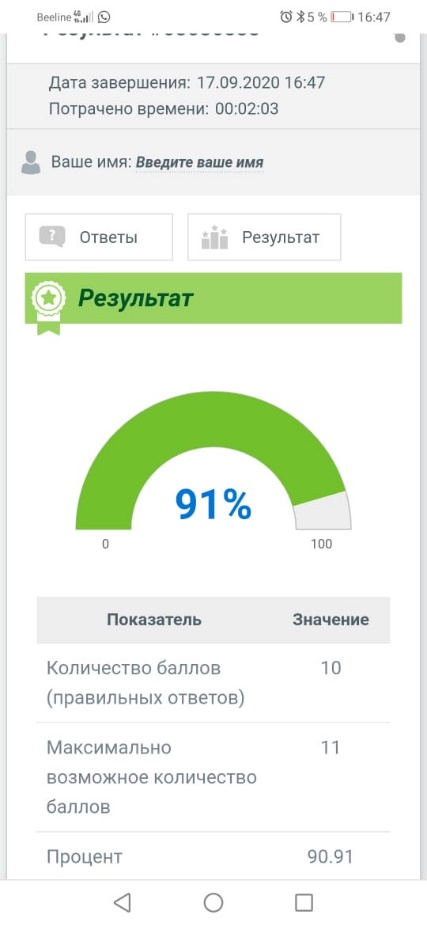 Beeline 4G 5 % 16:47
Дата завершения: 17.09.2020 16:47
Потрачено времени: 00:02:03
Ваше имя: Введите ваше имя
Ответы Результат
Результат
91%
0 100
Показатель Значение
Количество баллов 10
(правильных ответов)
Максимально 11
возможное количество
баллов
Процент 90.91